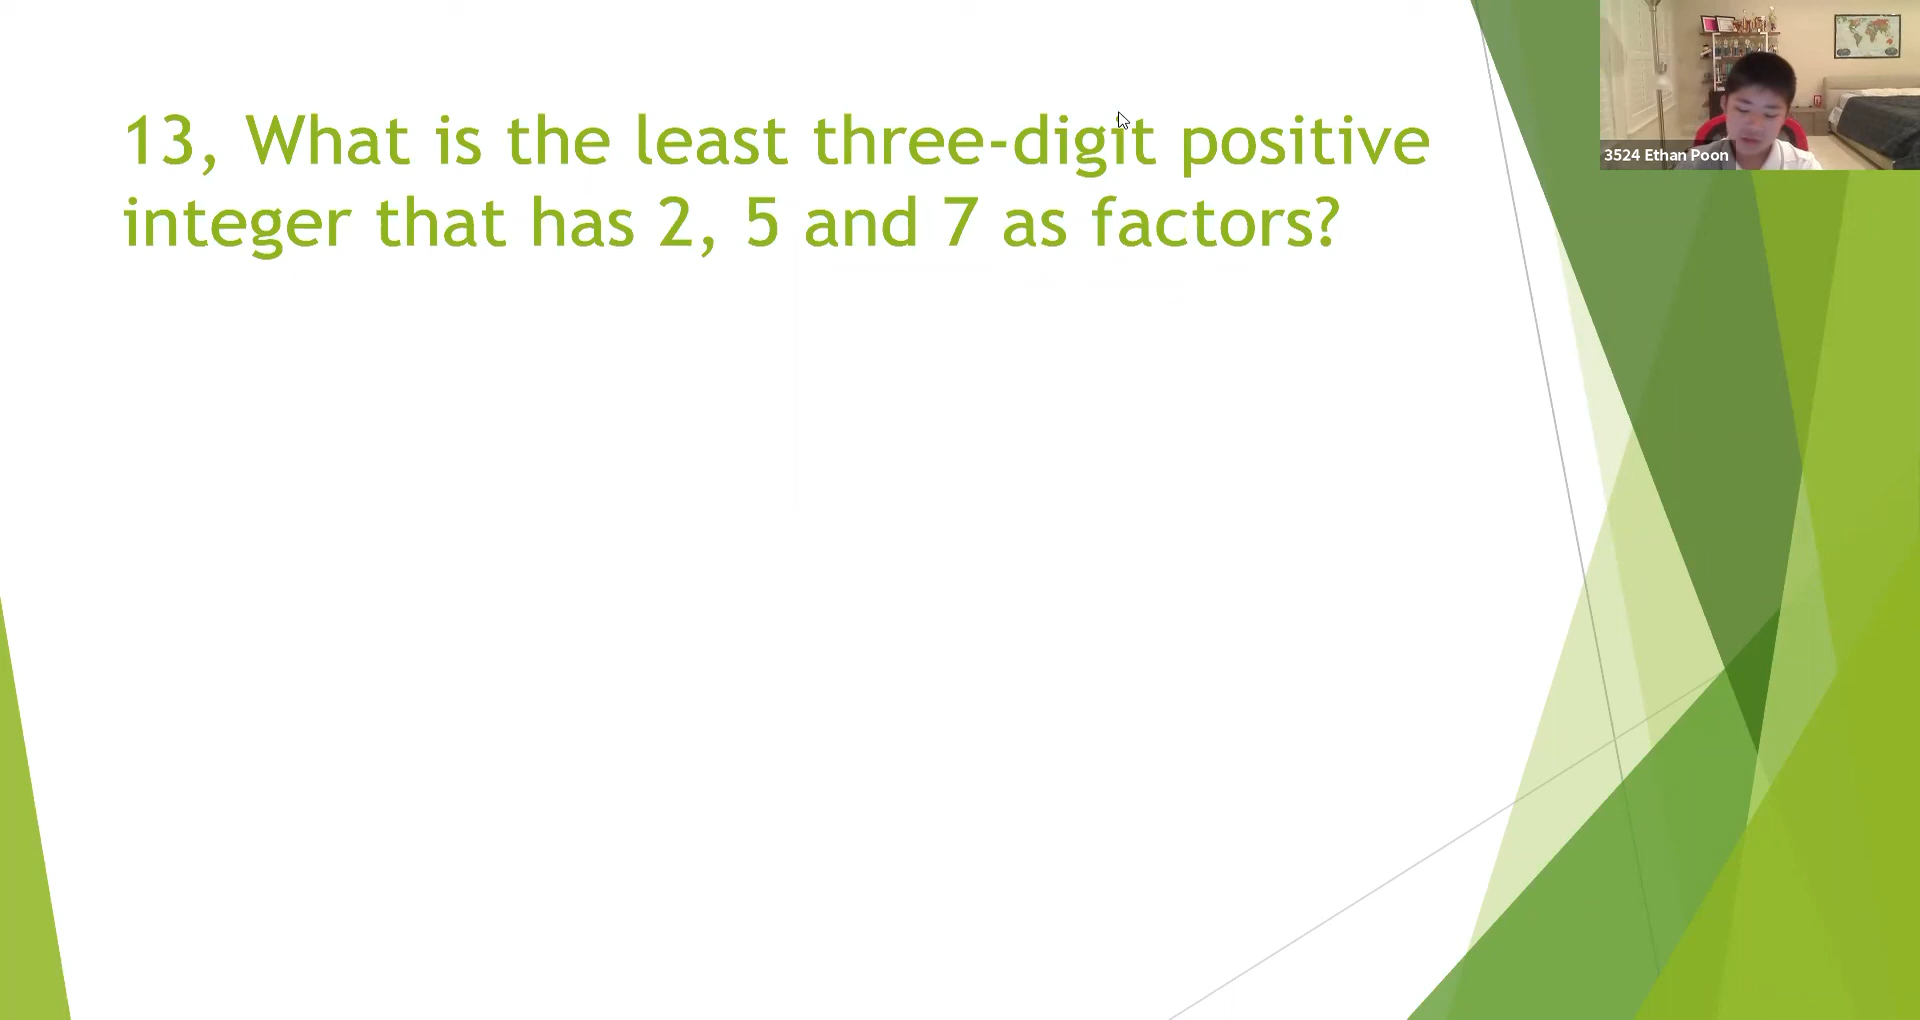 13, What is the least three-digit positive
integer that has 2, 5 and 7 as factors?
3524 Ethan Poon